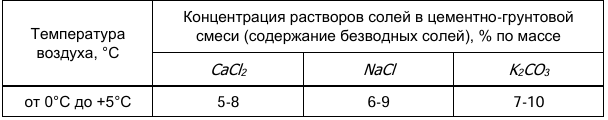 Температура
воздуха, °С
Концентрация растворов солей в цементно-грунтовой
смеси (содержание безводных солей), % по массе
CaCl₂ NaCl K₂CO₃
от 0°С до +5°С 5-8 6-9 7-10